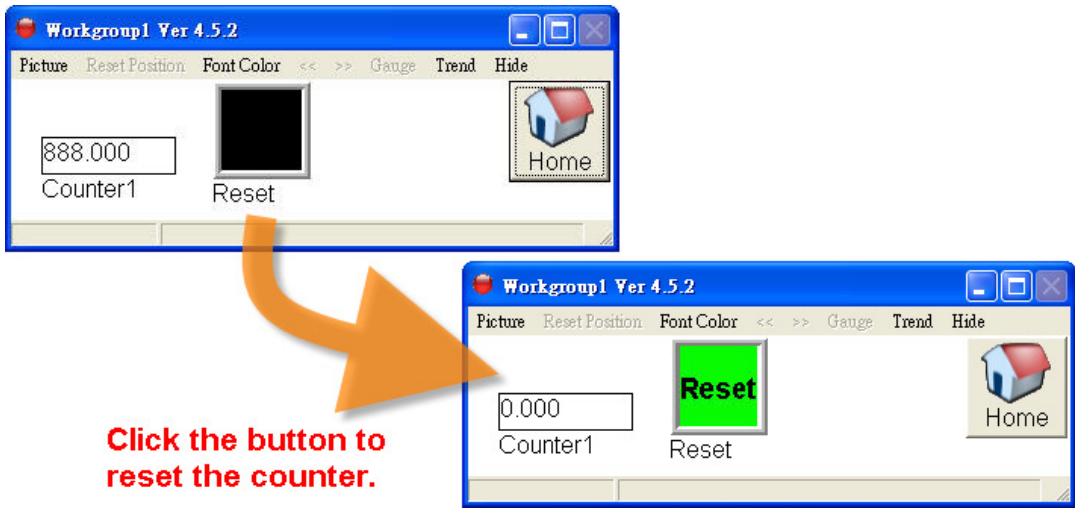 Workgroup1 Ver 4.5.2
Picture Reset Position Font Color << >> Gauge Trend Hide
888.000
Counter1
Reset
Home
Workgroup1 Ver 4.5.2
Picture Reset Position Font Color << >> Gauge Trend Hide
Reset
0.000
Counter1
Reset
Home
Click the button to
reset the counter.